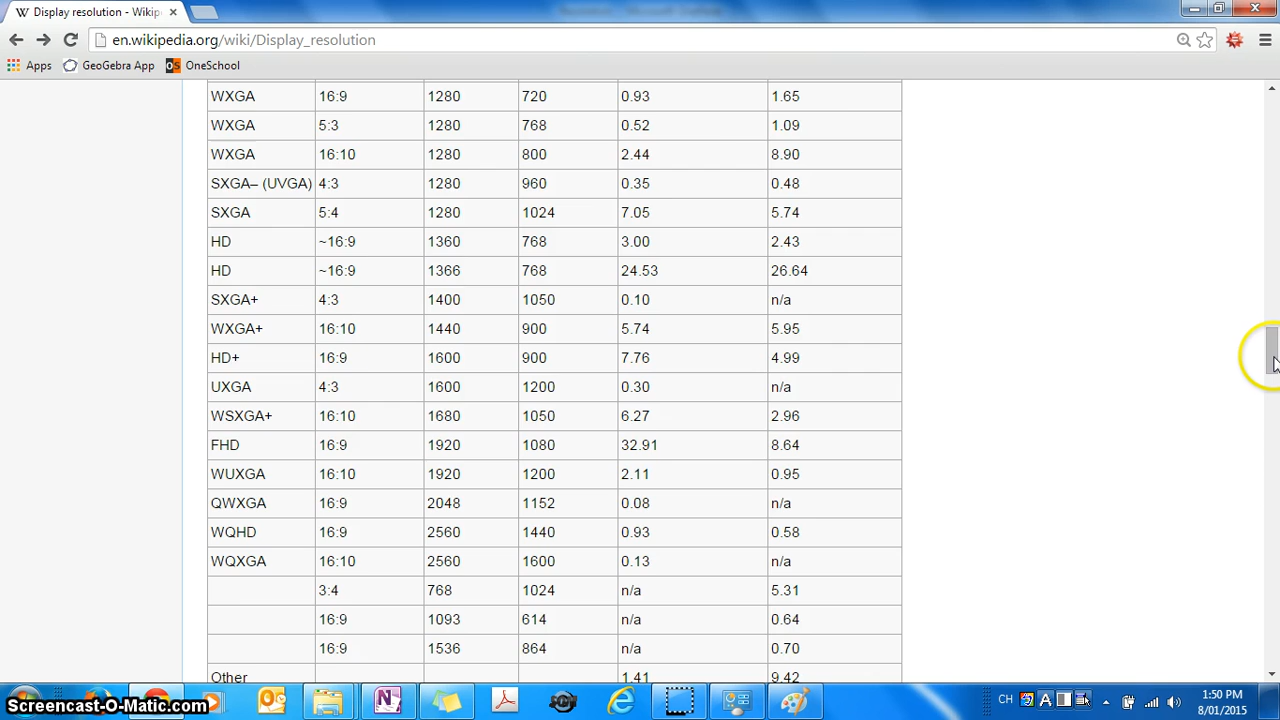 Display resolution - Wikip
en.wikipedia.org/wiki/Display_resolution
Apps GeoGebra App OS OneSchool
WXGA 16:9 1280 720 0.93 1.65
WXGA 5:3 1280 768 0.52 1.09
WXGA 16:10 1280 800 2.44 8.90
SXGA– (UVGA) 4:3 1280 960 0.35 0.48
SXGA 5:4 1280 1024 7.05 5.74
HD ~16:9 1360 768 3.00 2.43
HD ~16:9 1366 768 24.53 26.64
SXGA+ 4:3 1400 1050 0.10 n/a
WXGA+ 16:10 1440 900 5.74 5.95
HD+ 16:9 1600 900 7.76 4.99
UXGA 4:3 1600 1200 0.30 n/a
WSXGA+ 16:10 1680 1050 6.27 2.96
FHD 16:9 1920 1080 32.91 8.64
WUXGA 16:10 1920 1200 2.11 0.95
QWXGA 16:9 2048 1152 0.08 n/a
WQHD 16:9 2560 1440 0.93 0.58
WQXGA 16:10 2560 1600 0.13 n/a
3:4 768 1024 n/a 5.31
16:9 1093 614 n/a 0.64
16:9 1536 864 n/a 0.70
Other 1.41 9.42
CH A 1:50 PM
8/01/2015
Screencast-O-Matic.com